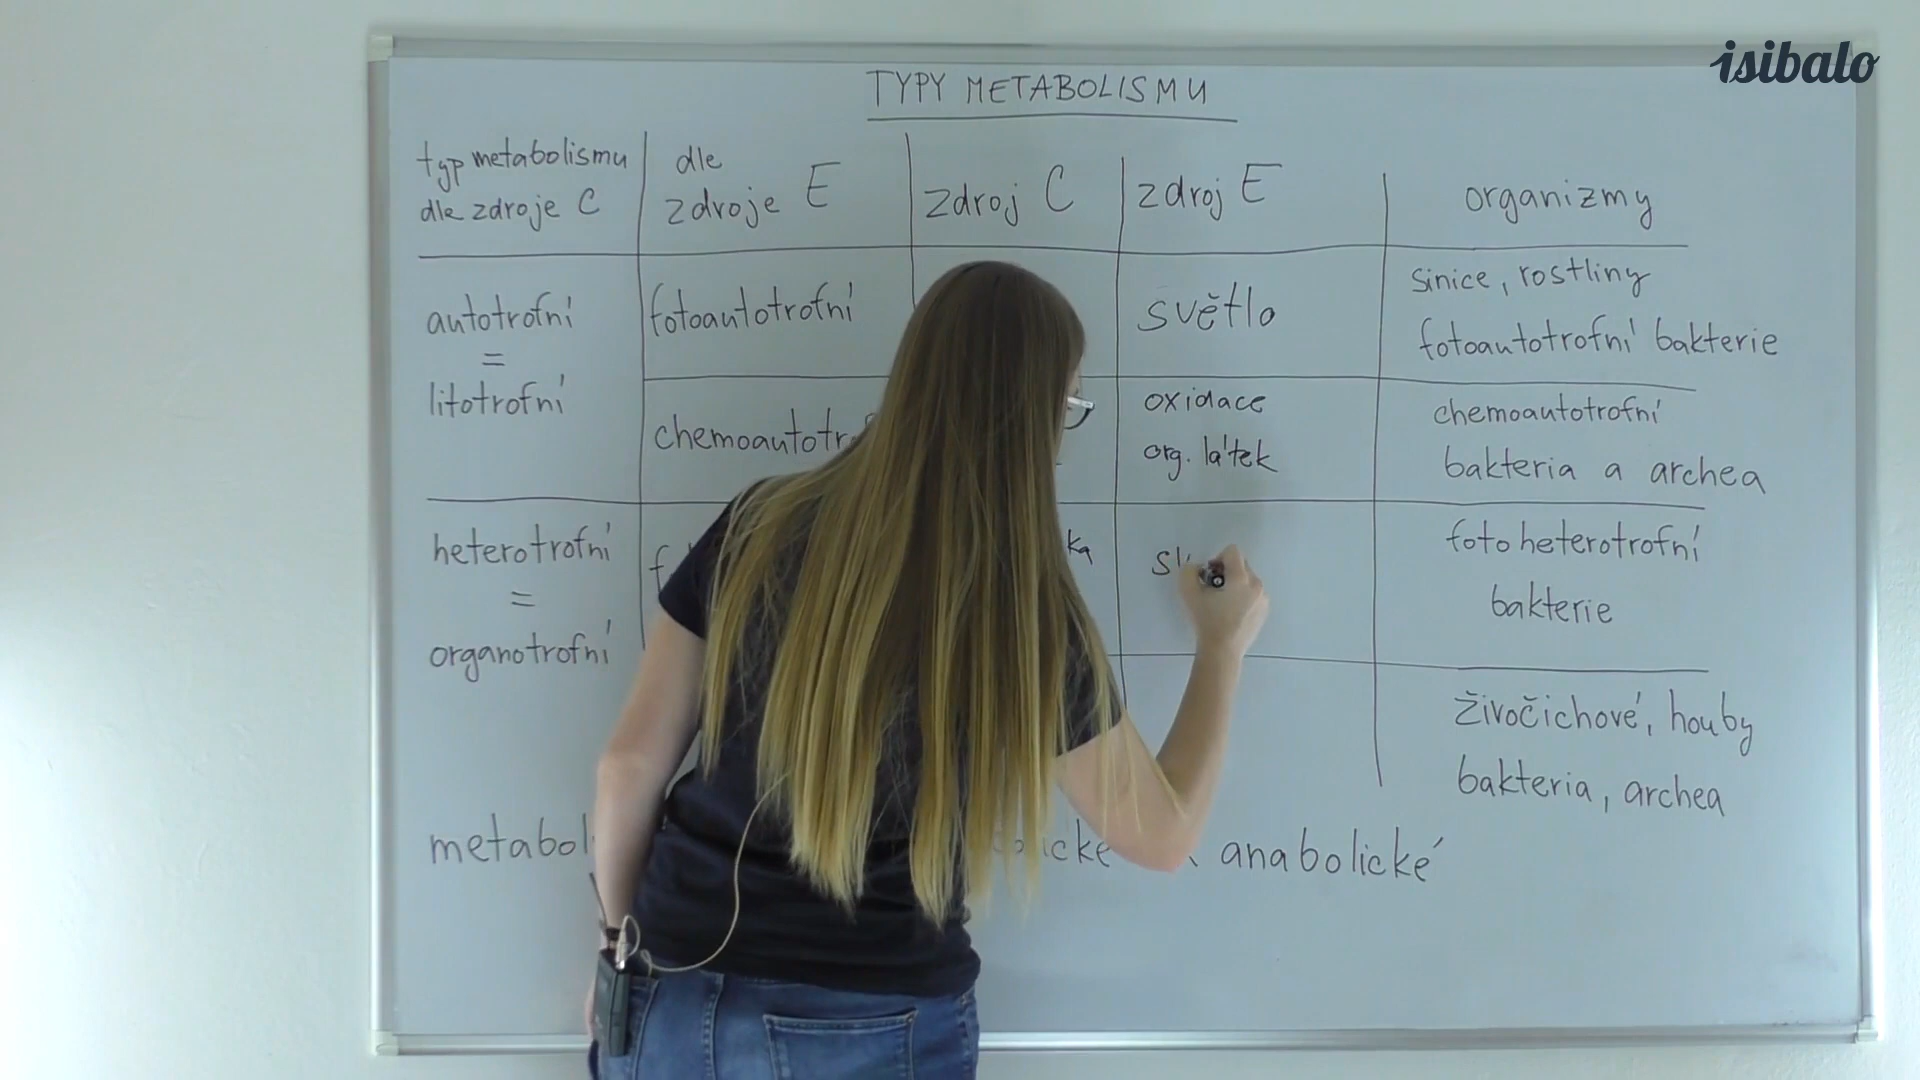 isibalo
TYPY METABOLISMU
typ metabolismu
dle zdroje C
dle
zdroje E
zdroj C
zdroj E
organizmy
autotrofní
=
litotrofní
fotoautotrofní
světlo
sinice, rostliny
fotoautotrofní bakterie
oxidace
org. látek
chemoautotrofní
bakteria a archea
heterotrofní
=
organotrofní
fotoheterotrofní
bakterie
živočichové, houby
bakteria, archea
anabolické